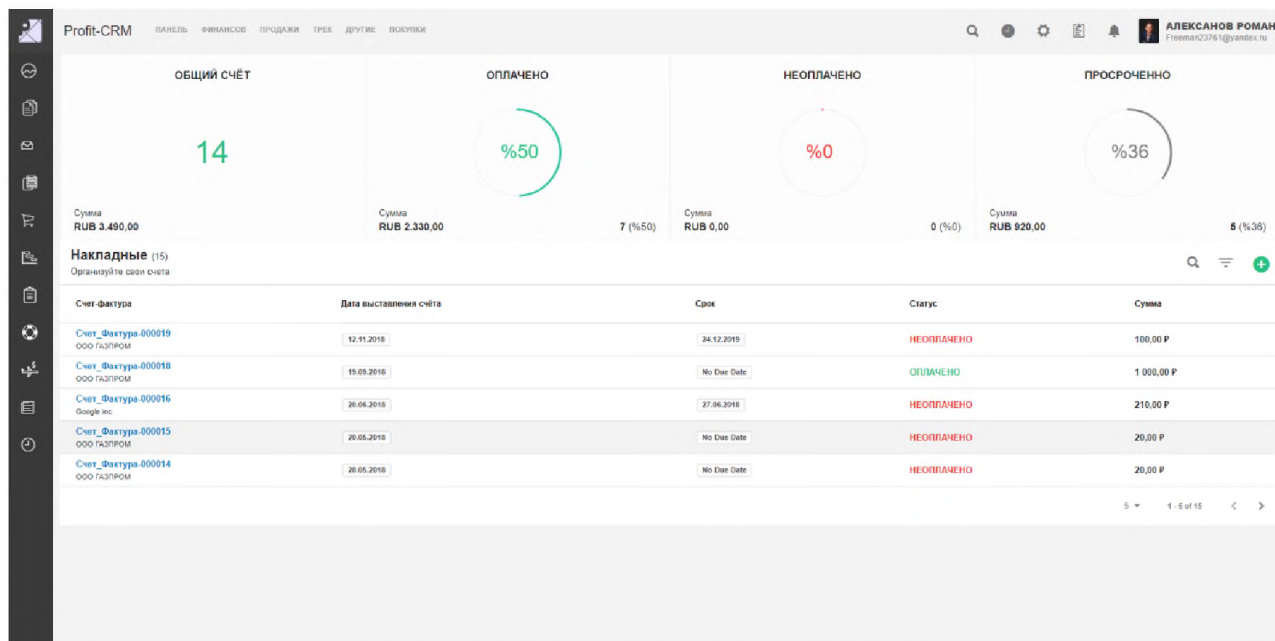 Profit-CRM ПАНЕЛЬ ФИНАНСОВ ПРОДАЖИ ТРЕК ДРУГИЕ ПОКУПКИ АЛЕКСАНОВ РОМАН
Freeman23761@yandex.ru
ОБЩИЙ СЧЁТ ОПЛАЧЕНО НЕОПЛАЧЕНО ПРОСРОЧЕННО
14 %50 %0 %36
Сумма Сумма Сумма Сумма
RUB 3.490,00 RUB 2.330,00 7 (%50) RUB 0,00 0 (%0) RUB 920,00 5 (%36)
Накладные (15)
Организуйте свои счета
Счет-фактура Дата выставления счёта Срок Статус Сумма
Счет_Фактура-000019 12.11.2018 24.12.2019 НЕОПЛАЧЕНО 100,00 ₽
ООО ГАЗПРОМ
Счет_Фактура-000018 19.09.2018 No Due Date ОПЛАЧЕНО 1 000,00 ₽
ООО ГАЗПРОМ
Счет_Фактура-000016 20.06.2018 27.06.2018 НЕОПЛАЧЕНО 210,00 ₽
Google inc.
Счет_Фактура-000015 20.05.2018 No Due Date НЕОПЛАЧЕНО 20,00 ₽
ООО ГАЗПРОМ
Счет_Фактура-000014 20.05.2018 No Due Date НЕОПЛАЧЕНО 20,00 ₽
ООО ГАЗПРОМ
5 1 - 5 of 15